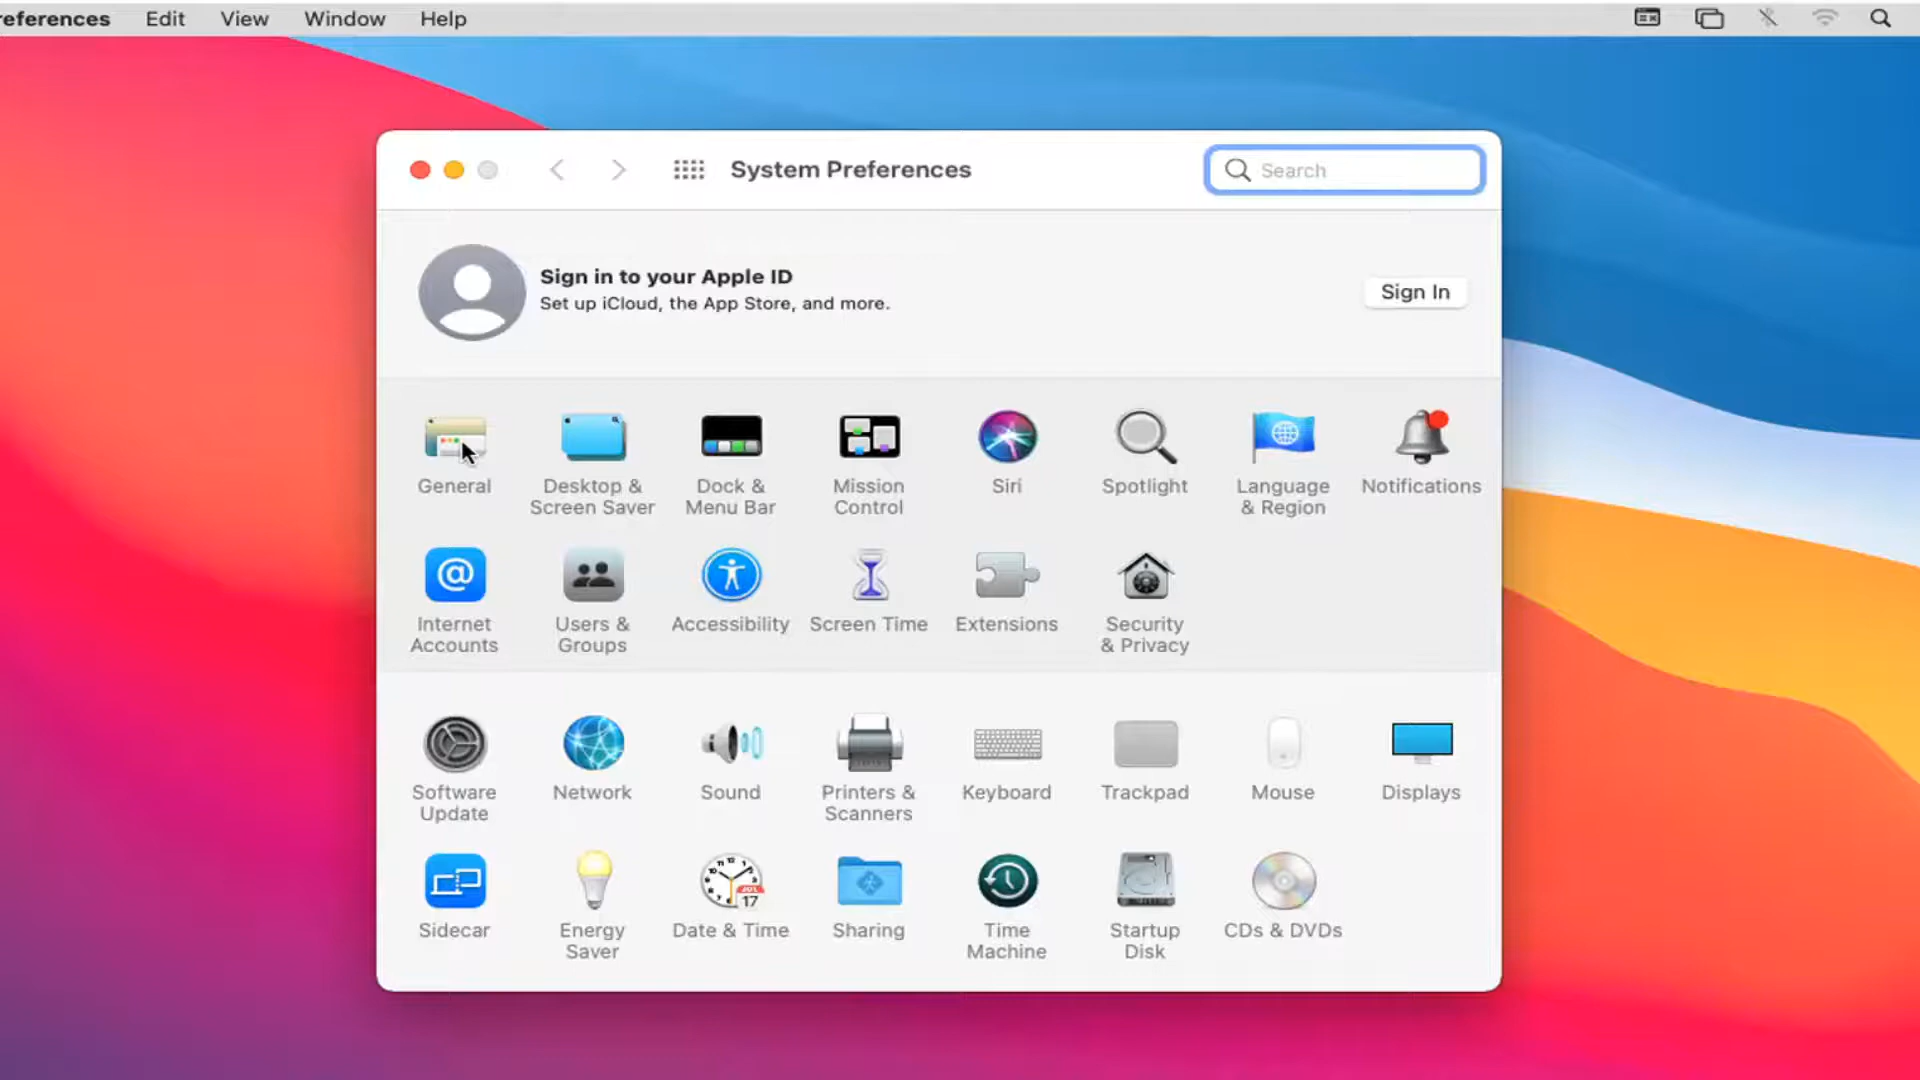 references Edit View Window Help
System Preferences
Search
Sign in to your Apple ID
Set up iCloud, the App Store, and more.
Sign In
General
Desktop &
Screen Saver
Dock &
Menu Bar
Mission
Control
Siri
Spotlight
Language
& Region
Notifications
Internet
Accounts
Users &
Groups
Accessibility
Screen Time
Extensions
Security
& Privacy
Software
Update
Network
Sound
Printers &
Scanners
Keyboard
Trackpad
Mouse
Displays
Sidecar
Energy
Saver
Date & Time
JUL
17
Sharing
Time
Machine
Startup
Disk
CDs & DVDs